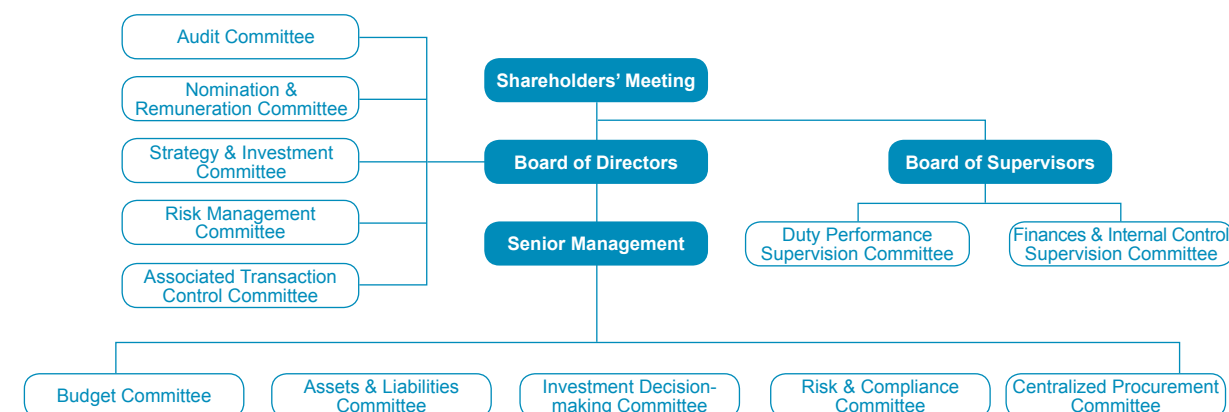 Audit Committee
Shareholders' Meeting
Nomination &
Remuneration Committee
Strategy & Investment
Committee
Board of Directors
Board of Supervisors
Risk Management
Committee
Senior Management
Duty Performance
Supervision Committee
Finances & Internal Control
Supervision Committee
Associated Transaction
Control Committee
Budget Committee
Assets & Liabilities
Committee
Investment Decision-
making Committee
Risk & Compliance
Committee
Centralized Procurement
Committee